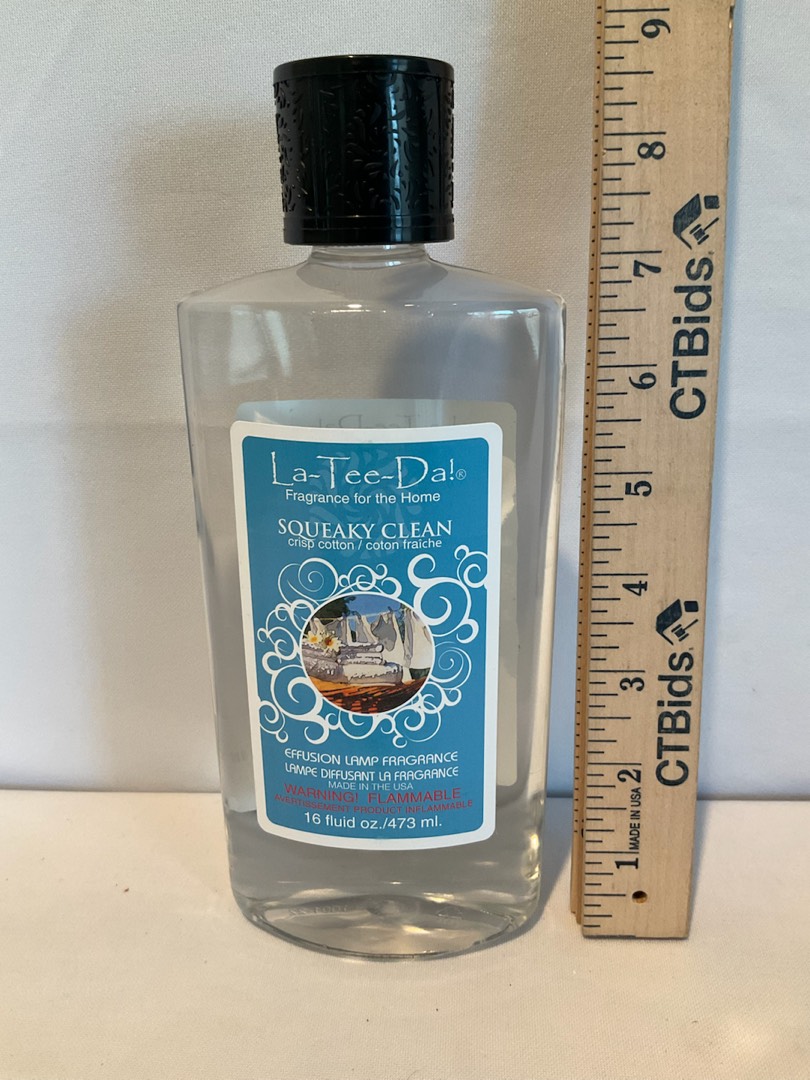 La-Tee-Da!®
Fragrance for the Home
SQUEAKY CLEAN
crisp cotton / coton fraîche
EFFUSION LAMP FRAGRANCE
LAMPE DIFFUSANT LA FRAGRANCE
MADE IN THE USA
WARNING! FLAMMABLE
AVERTISSEMENT PRODUCT INFLAMMABLE
16 fluid oz./473 ml.
9
8
7
6
5
4
3
2
1
MADE IN USA
CTBids.
CTBids.